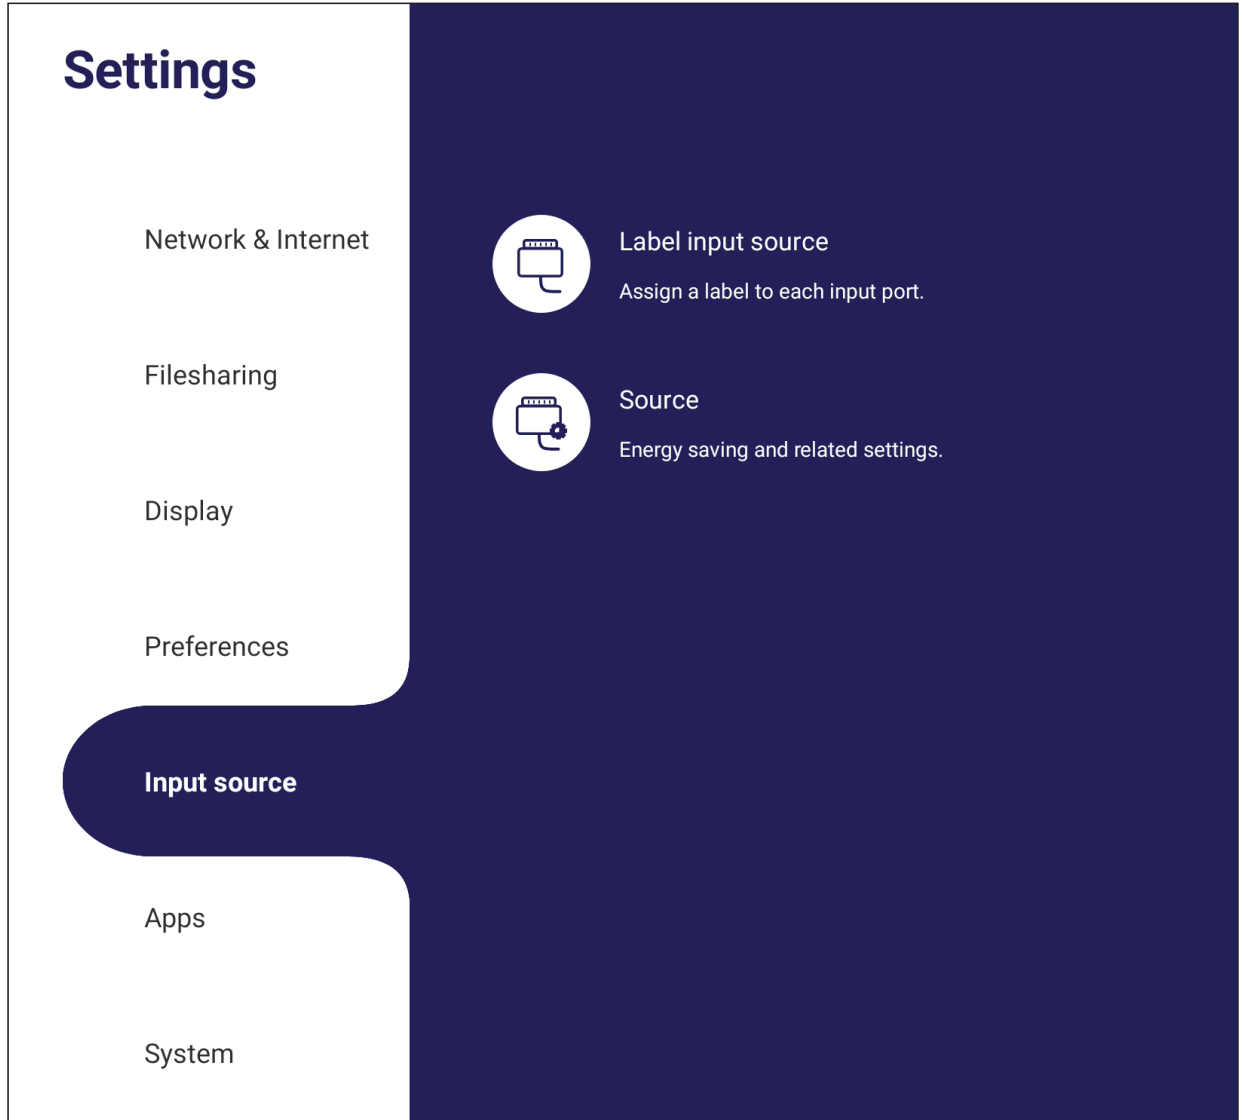 Settings
Network & Internet
Filesharing
Display
Preferences
Input source
Apps
System
Label input source
Assign a label to each input port.
Source
Energy saving and related settings.